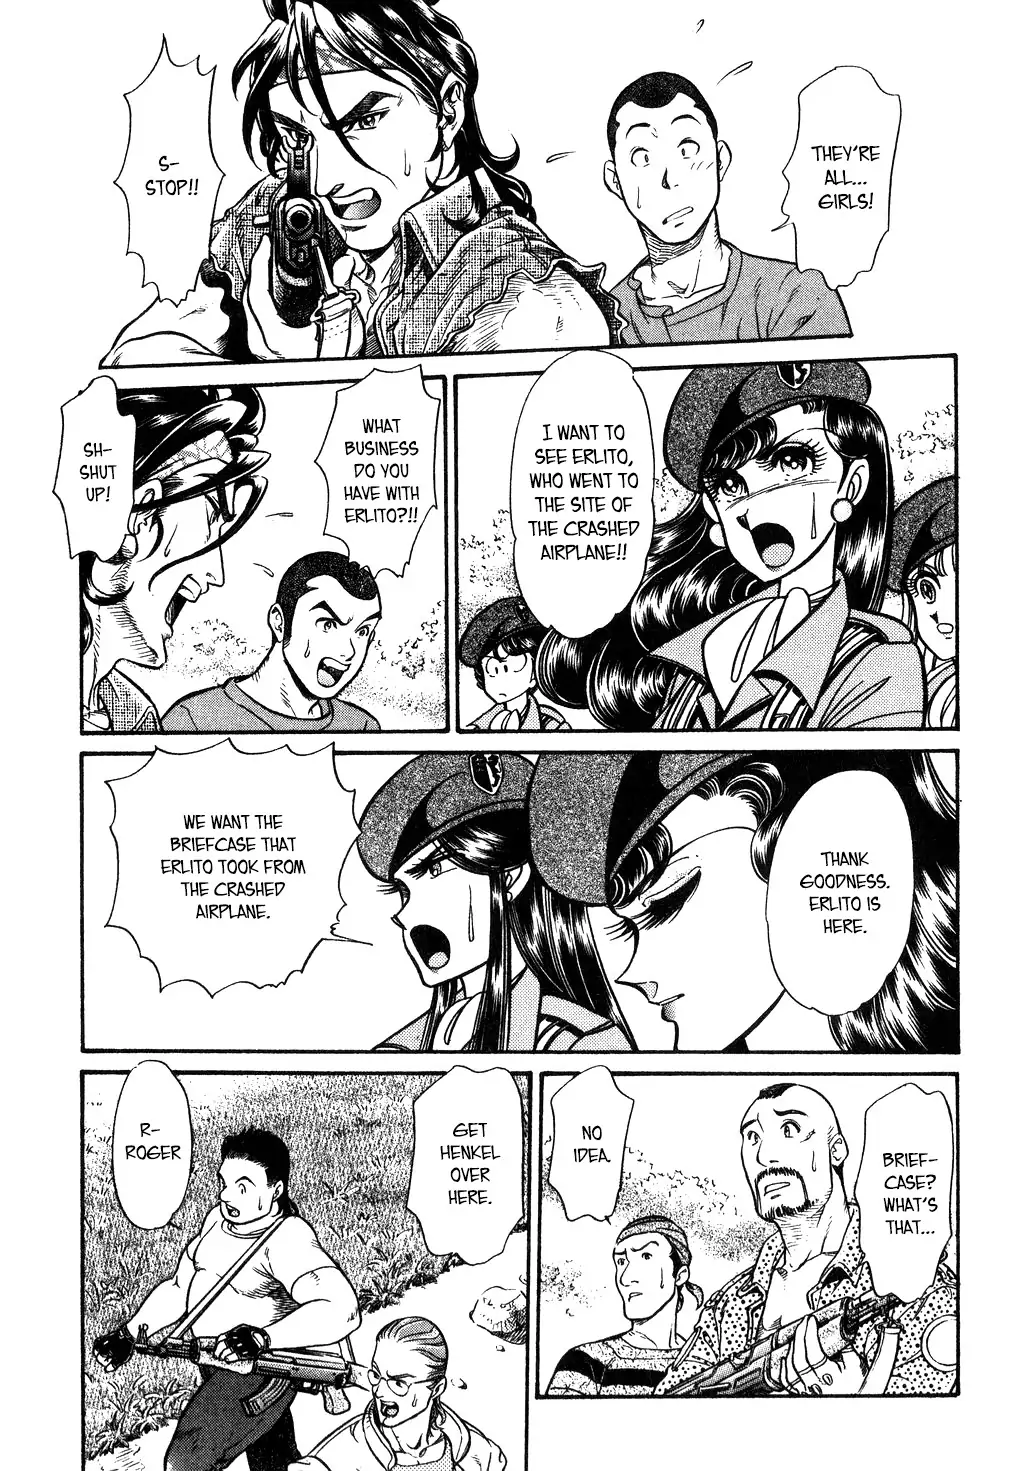 THEY'RE
ALL...
GIRLS!
S-
STOP!!
I WANT TO
SEE ERLITO,
WHO WENT TO
THE SITE OF
THE CRASHED
AIRPLANE!!
WHAT
BUSINESS
DO YOU
HAVE WITH
ERLITO?!!
SH-
SHUT
UP!
THANK
GOODNESS.
ERLITO IS
HERE.
WE WANT THE
BRIEFCASE THAT
ERLITO TOOK FROM
THE CRASHED
AIRPLANE.
BRIEF-
CASE?
WHAT'S
THAT...
NO
IDEA.
GET
HENKEL
OVER
HERE.
R-
ROGER